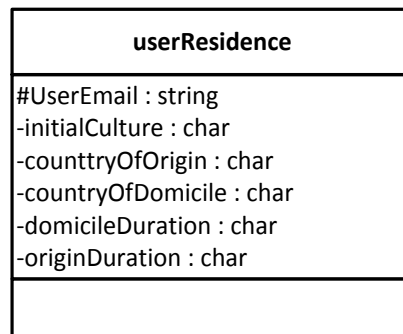 userResidence
#UserEmail : string
-initialCulture : char
-counttryOfOrigin : char
-countryOfDomicile : char
-domicileDuration : char
-originDuration : char